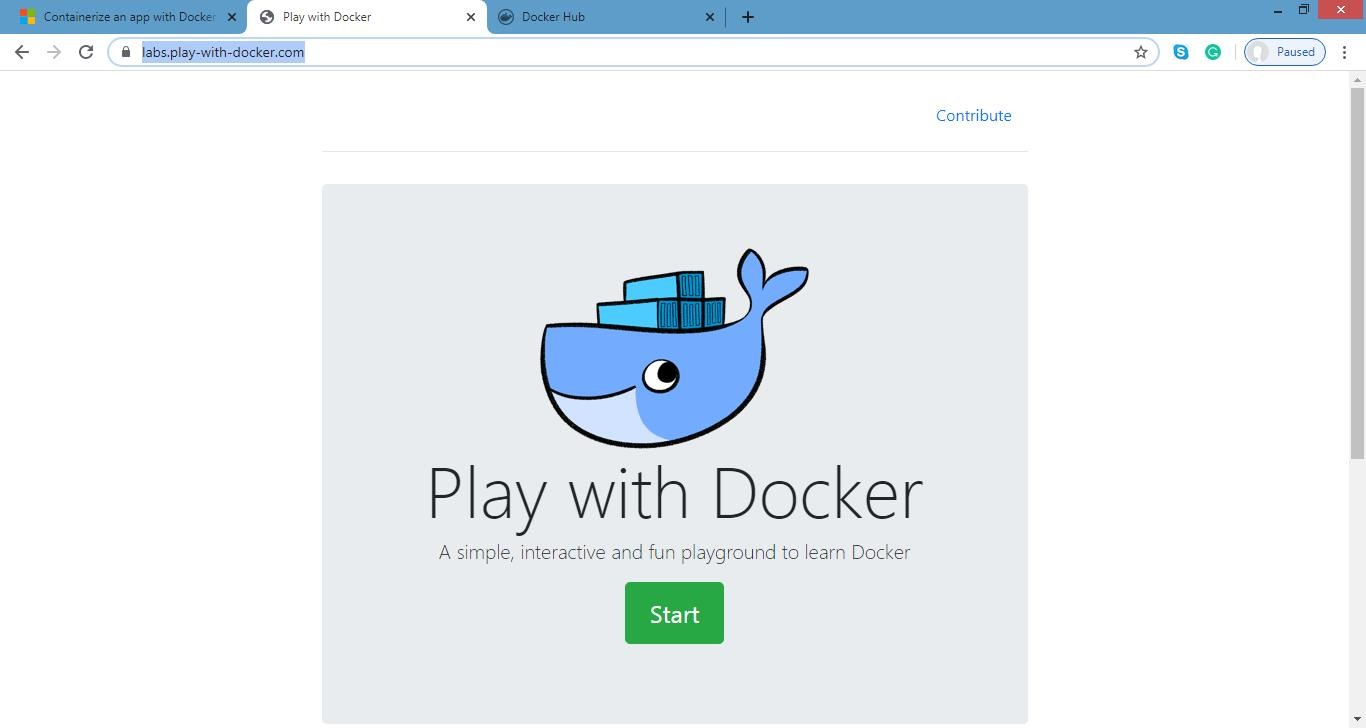 Containerize an app with Docker
Play with Docker
Docker Hub
labs.play-with-docker.com
Paused
Contribute
Play with Docker
A simple, interactive and fun playground to learn Docker
Start